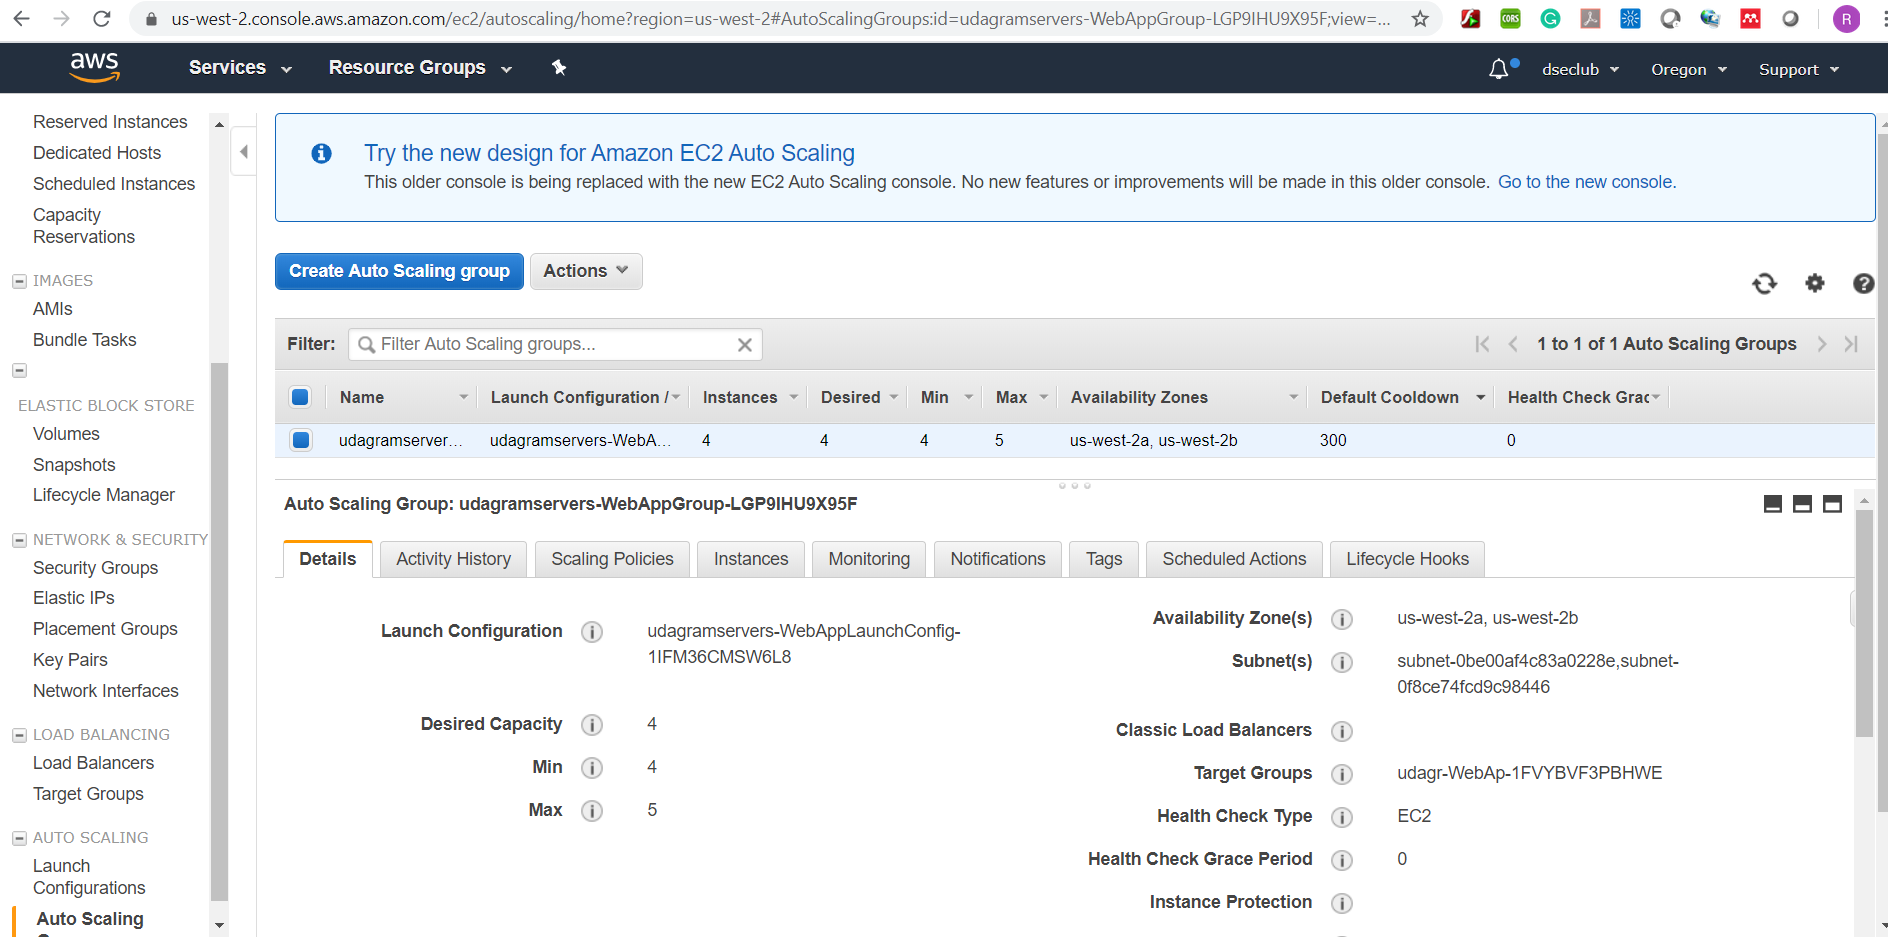 us-west-2.console.aws.amazon.com/ec2/autoscaling/home?region=us-west-2#AutoScalingGroups:id=udagramservers-WebAppGroup-LGP9IHU9X95F;view=...
CORS
R
aws
Services
Resource Groups
dseclub
Oregon
Support
Reserved Instances
Dedicated Hosts
Scheduled Instances
Capacity
Reservations
IMAGES
AMIs
Bundle Tasks
ELASTIC BLOCK STORE
Volumes
Snapshots
Lifecycle Manager
NETWORK & SECURITY
Security Groups
Elastic IPs
Placement Groups
Key Pairs
Network Interfaces
LOAD BALANCING
Load Balancers
Target Groups
AUTO SCALING
Launch
Configurations
Auto Scaling
Try the new design for Amazon EC2 Auto Scaling
This older console is being replaced with the new EC2 Auto Scaling console. No new features or improvements will be made in this older console. Go to the new console.
Create Auto Scaling group
Actions
Filter:
Filter Auto Scaling groups...
1 to 1 of 1 Auto Scaling Groups
Name Launch Configuration / Instances Desired Min Max Availability Zones Default Cooldown Health Check Grac
udagramserver... udagramservers-WebA... 4 4 4 5 us-west-2a, us-west-2b 300 0
Auto Scaling Group: udagramservers-WebAppGroup-LGP9IHU9X95F
Details Activity History Scaling Policies Instances Monitoring Notifications Tags Scheduled Actions Lifecycle Hooks
Launch Configuration
udagramservers-WebAppLaunchConfig-
1IFM36CMSW6L8
Desired Capacity 4
Min 4
Max 5
Availability Zone(s) us-west-2a, us-west-2b
Subnet(s) subnet-0be00af4c83a0228e,subnet-
0f8ce74fcd9c98446
Classic Load Balancers
Target Groups udagr-WebAp-1FVYBVF3PBHWE
Health Check Type EC2
Health Check Grace Period 0
Instance Protection